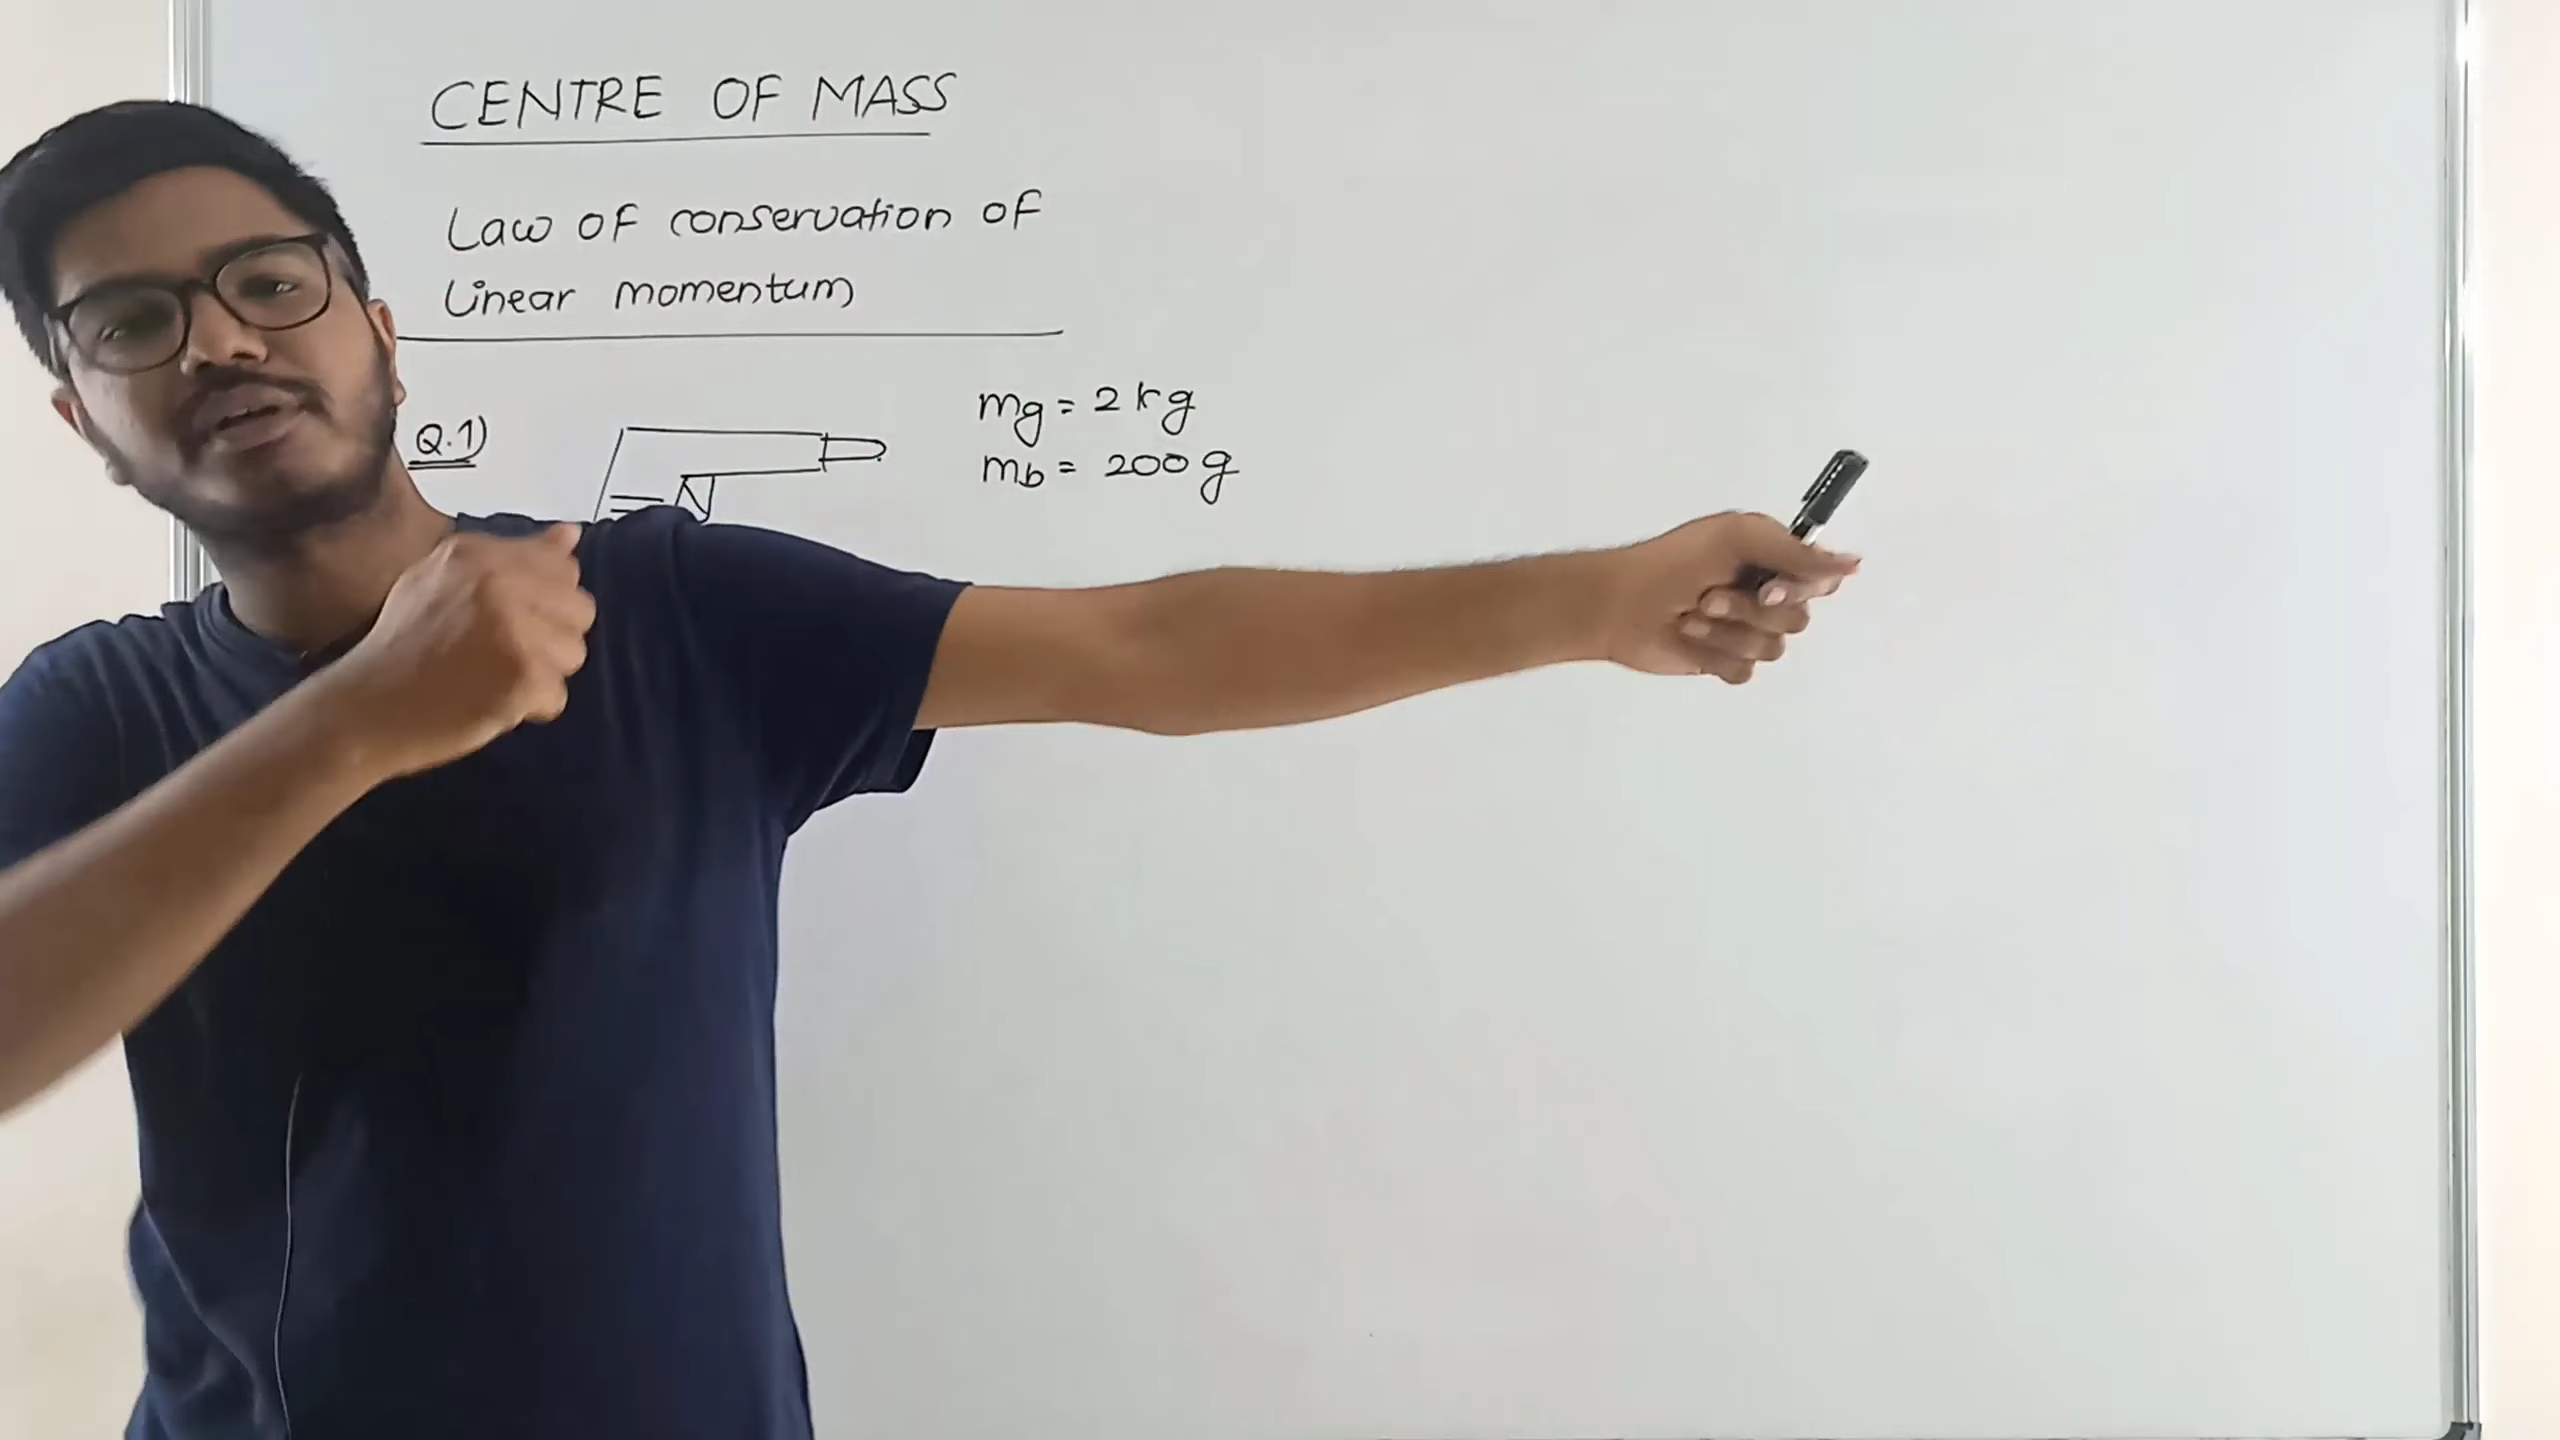 CENTRE OF MASS
Law of conservation of
Linear momentum
Q.1)
mg = 2 kg
mb = 200 g